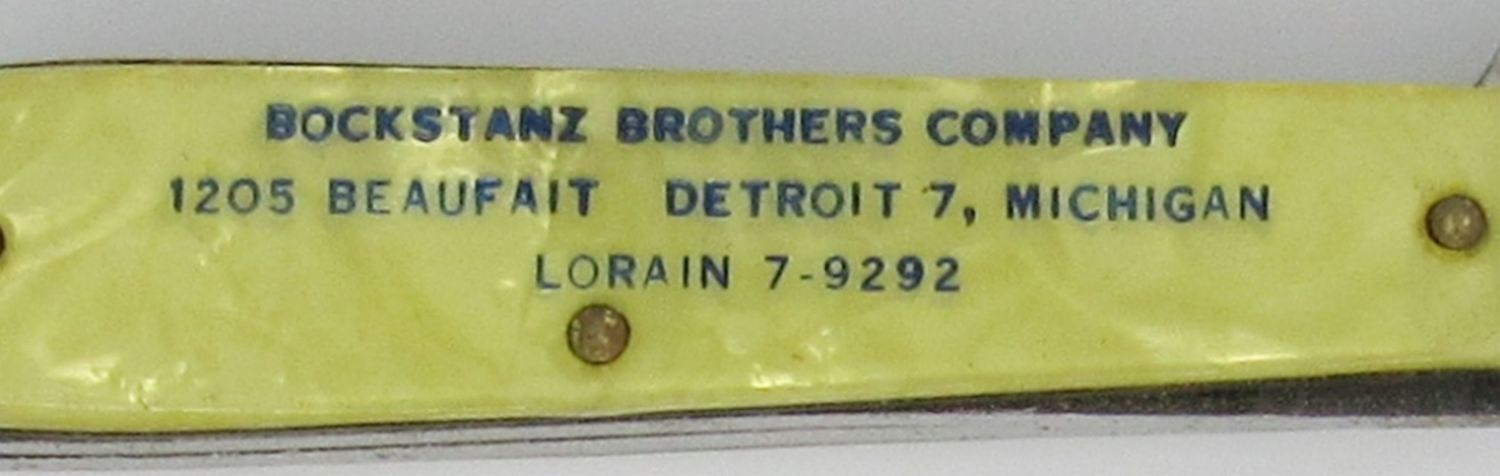 BOCKSTANZ BROTHERS COMPANY
1205 BEAUFAIT DETROIT 7, MICHIGAN
LORAIN 7-9292